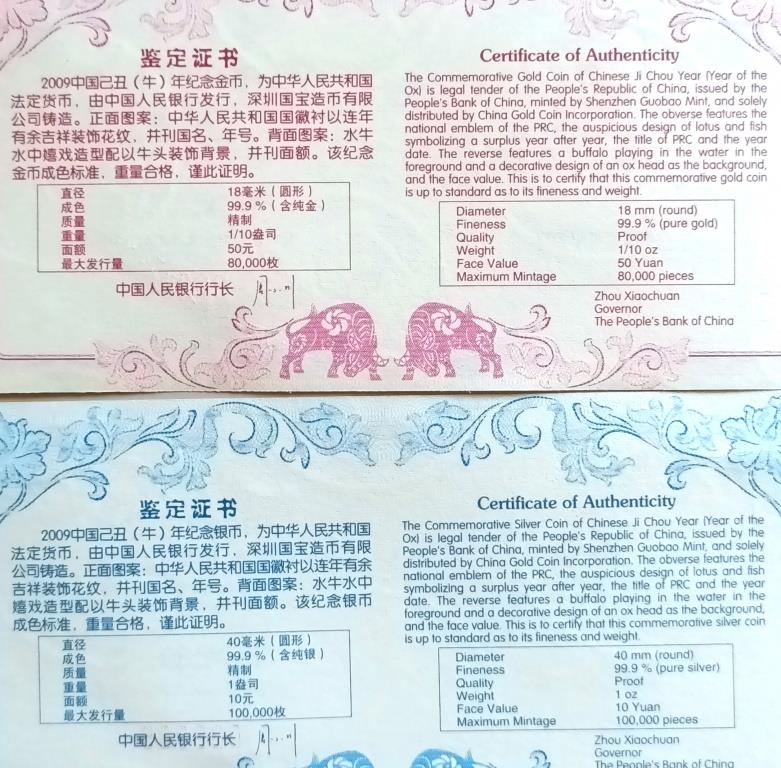 鉴定证书
2009中国己丑（牛）年纪念金币，为中华人民共和国
法定货币，由中国人民银行发行，深圳国宝造币有限
公司铸造。正面图案：中华人民共和国国徽衬以连年
有余吉祥装饰花纹，并刊国名、年号。背面图案：水牛
水中嬉戏造型配以牛头装饰背景，并刊面额。该纪念
金币成色标准，重量合格，谨此证明。
直径 18毫米（圆形）
成色 99.9％（含纯金）
质量 精制
重量 1/10盎司
面额 50元
最大发行量 80,000枚
中国人民银行行长
Certificate of Authenticity
The Commemorative Gold Coin of Chinese Ji Chou Year (Year of the
Ox) is legal tender of the People's Republic of China, issued by the
People's Bank of China, minted by Shenzhen Guobao Mint, and solely
distributed by China Gold Coin Incorporation. The obverse features the
national emblem of the PRC, the auspicious design of lotus and fish
symbolizing a surplus year after year, the title of PRC and the year
date. The reverse features a buffalo playing in the water in the
foreground and a decorative design of an ox head as the background,
and the face value. This is to certify that this commemorative gold coin
is up to standard as to its fineness and weight.
Diameter 18 mm (round)
Fineness 99.9 % (pure gold)
Quality Proof
Weight 1/10 oz
Face Value 50 Yuan
Maximum Mintage 80,000 pieces
Zhou Xiaochuan
Governor
The People's Bank of China
鉴定证书
2009中国己丑（牛）年纪念银币，为中华人民共和国
法定货币，由中国人民银行发行，深圳国宝造币有限
公司铸造。正面图案：中华人民共和国国徽衬以连年有余
吉祥装饰花纹，并刊国名、年号。背面图案：水牛水中
嬉戏造型配以牛头装饰背景，并刊面额。该纪念银币
成色标准，重量合格，谨此证明。
直径 40毫米（圆形）
成色 99.9％（含纯银）
质量 精制
重量 1盎司
面额 10元
最大发行量 100,000枚
中国人民银行行长
Certificate of Authenticity
The Commemorative Silver Coin of Chinese Ji Chou Year (Year of the
Ox) is legal tender of the People's Republic of China, issued by the
People's Bank of China, minted by Shenzhen Guobao Mint, and solely
distributed by China Gold Coin Incorporation. The obverse features the
national emblem of the PRC, the auspicious design of lotus and fish
symbolizing a surplus year after year, the title of PRC and the year
date. The reverse features a buffalo playing in the water in the
foreground and a decorative design of an ox head as the background,
and the face value. This is to certify that this commemorative silver coin
is up to standard as to its fineness and weight.
Diameter 40 mm (round)
Fineness 99.9 % (pure silver)
Quality Proof
Weight 1 oz
Face Value 10 Yuan
Maximum Mintage 100,000 pieces
Zhou Xiaochuan
Governor
The People's Bank of China